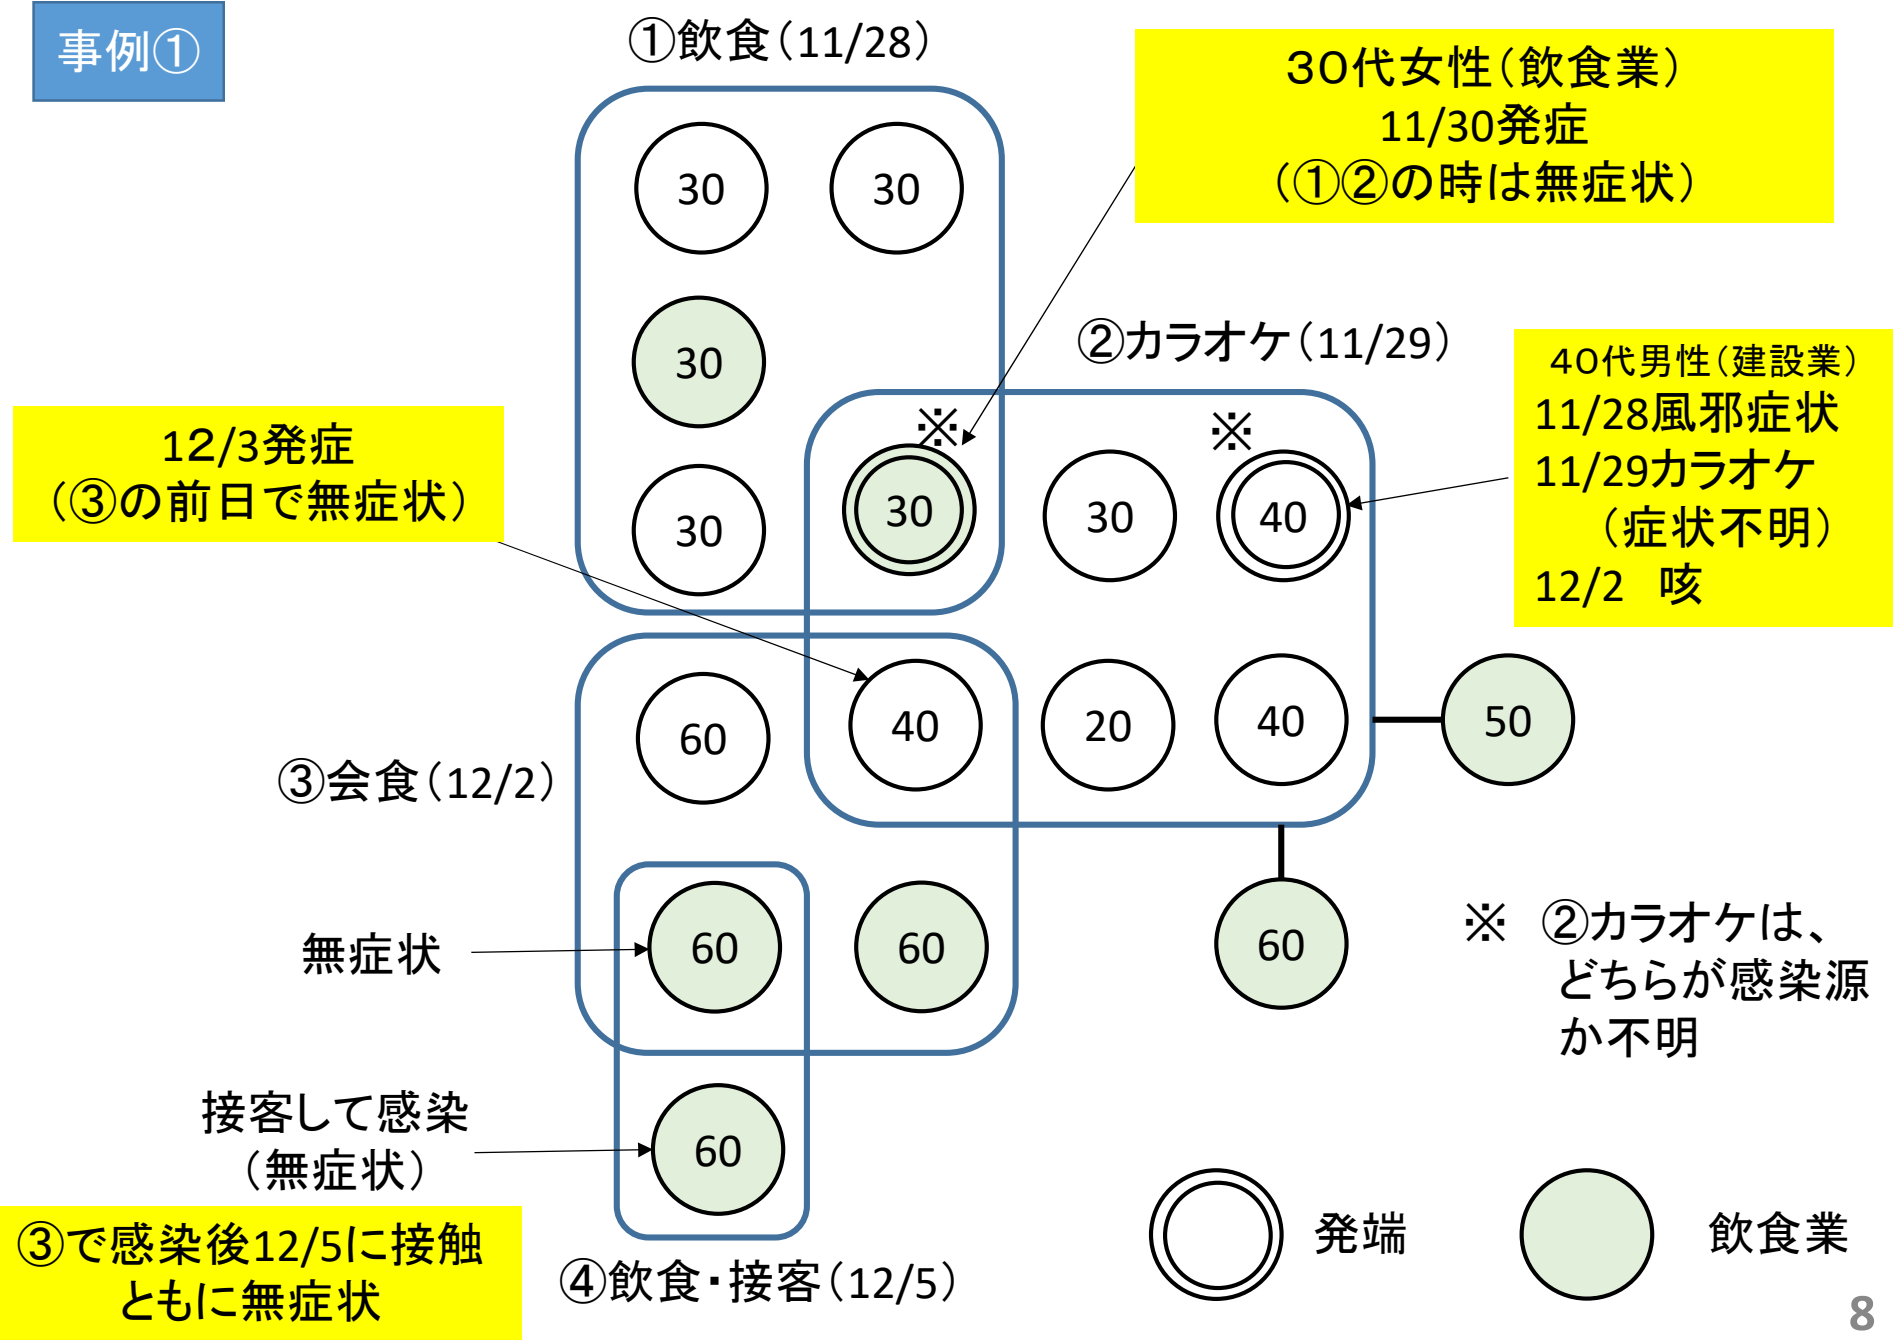 事例①
①飲食（11/28）
30代女性（飲食業）
11/30発症
（①②の時は無症状）
30
30
30
30
②カラオケ（11/29）
40代男性（建設業）
11/28風邪症状
11/29カラオケ
（症状不明）
12/2　咳
12/3発症
（③の前日で無症状）
※
※
30
30
40
60
40
20
40
50
③会食（12/2）
無症状
60
60
60
※　②カラオケは、
どちらが感染源
か不明
接客して感染
（無症状）
60
③で感染後12/5に接触
ともに無症状
④飲食・接客（12/5）
発端
飲食業
8